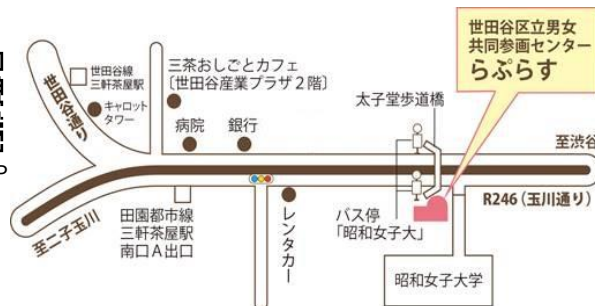 世田谷区立男女
共同参画センター
らぷらす
世田谷通り
世田谷線
三軒茶屋駅
キャロット
タワー
三茶おしごとカフェ
〔世田谷産業プラザ2階〕
病院
銀行
太子堂歩道橋
至渋谷
R246（玉川通り）
至二子玉川
田園都市線
三軒茶屋駅
南口A出口
レンタカー
バス停
「昭和女子大」
昭和女子大学